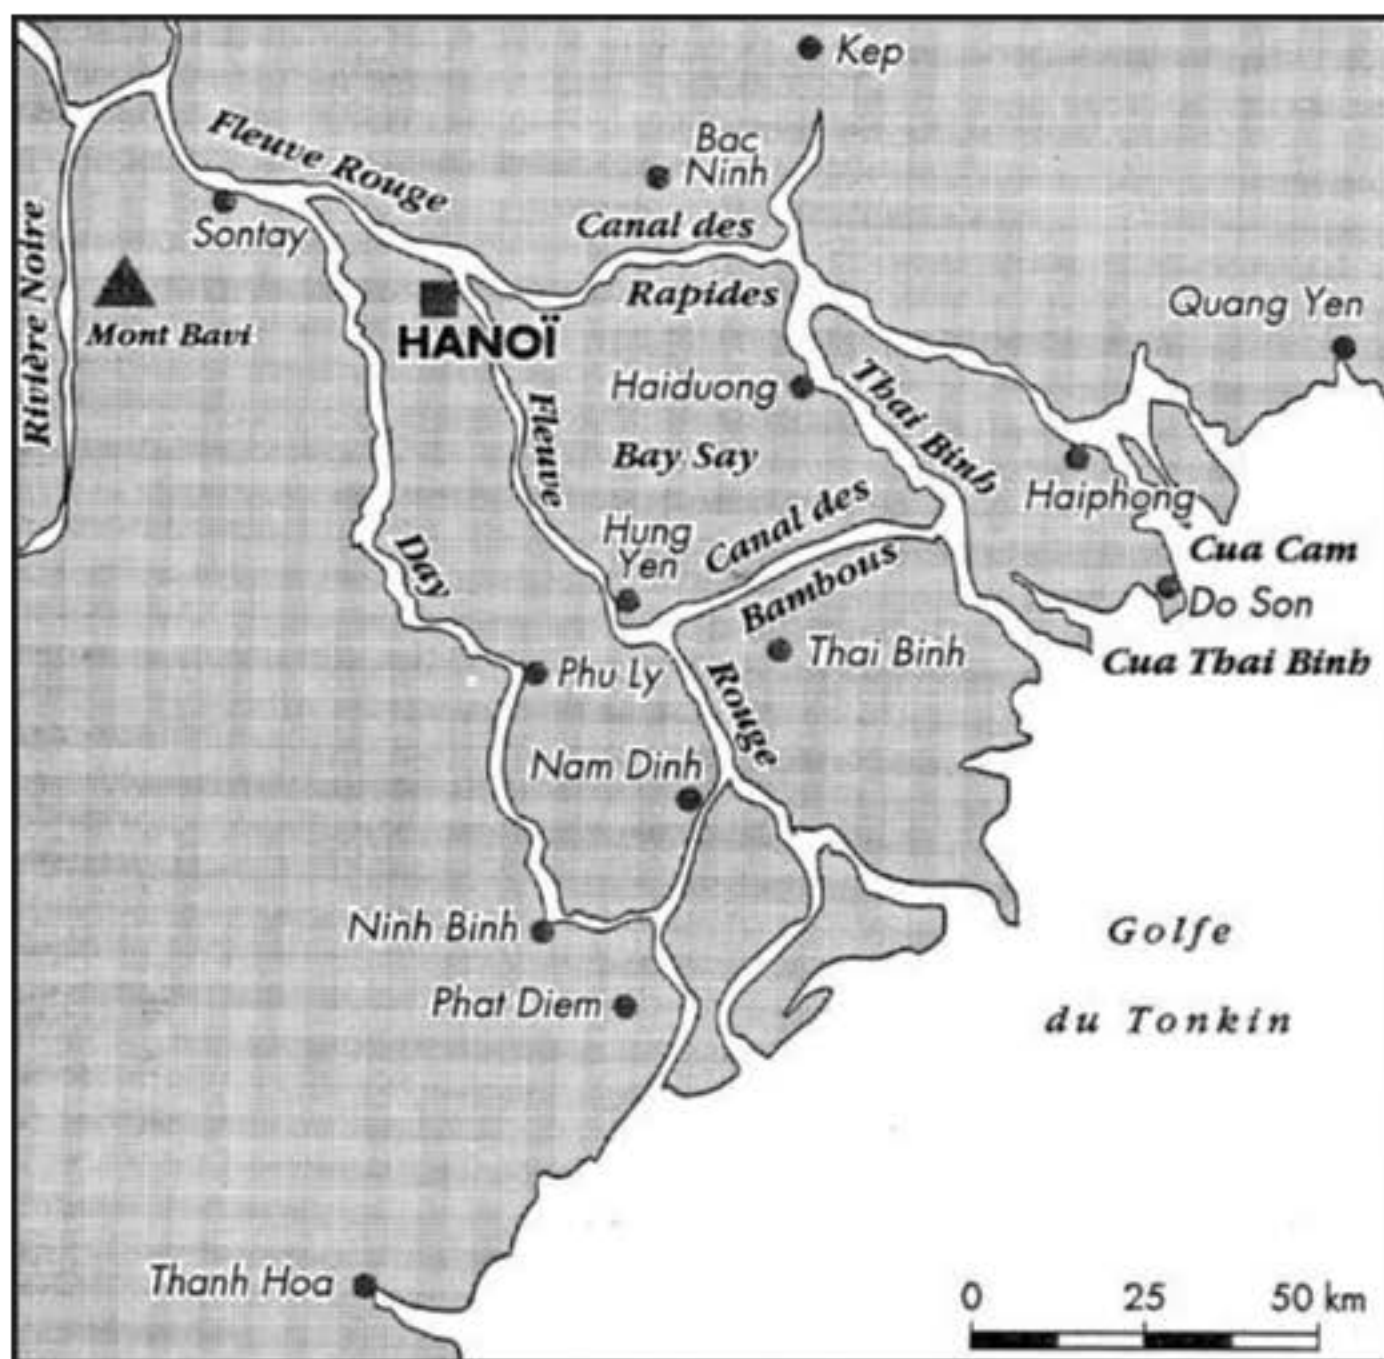 Kep
Fleuve Rouge
Bac
Ninh
Canal des
Rapides
Sontay
Rivière Noire
Mont Bavi
HANOÏ
Quang Yen
Haiduong
Thai Binh
Fleuve
Bay Say
Haiphong
Hung
Yen
Canal des
Bambous
Cua Cam
Day
Do Son
Thai Binh
Cua Thai Binh
Phu Ly
Rouge
Nam Dinh
Ninh Binh
Golfe
du Tonkin
Phat Diem
Thanh Hoa
0 25 50 km